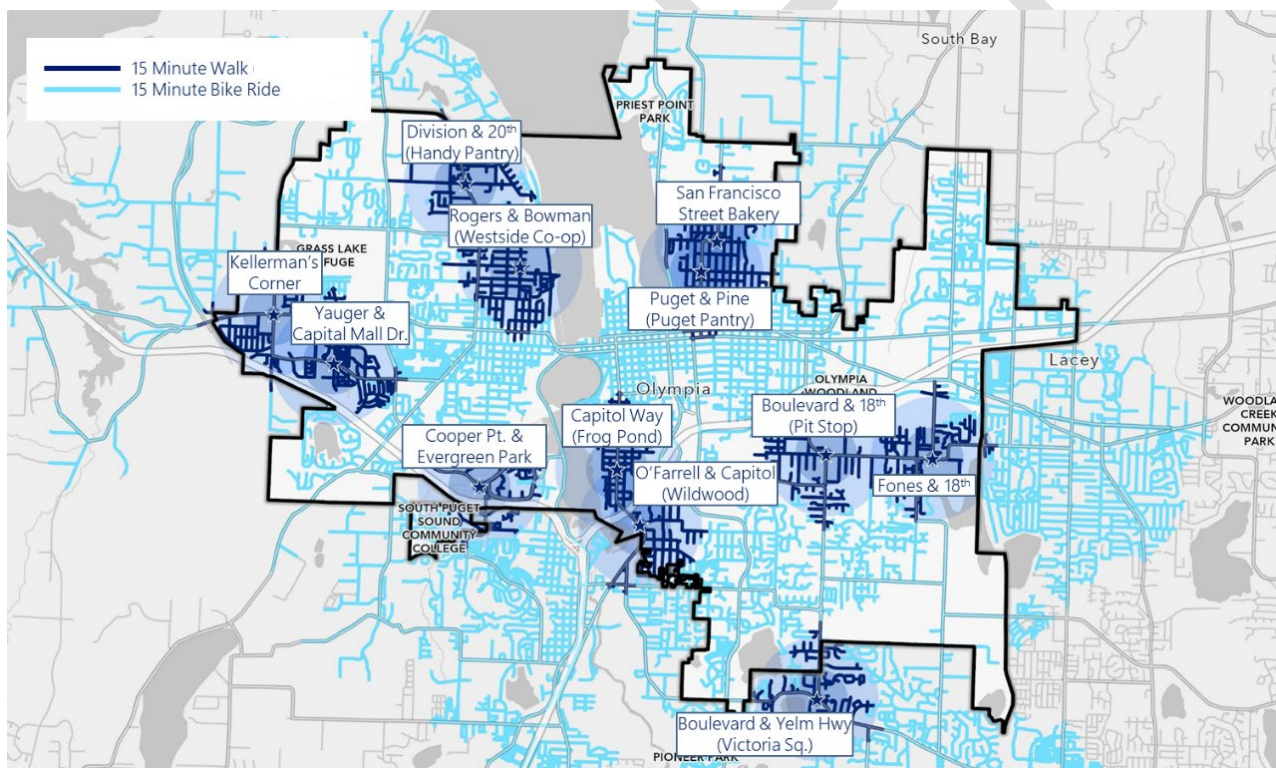 South Bay
15 Minute Walk
15 Minute Bike Ride
PRIEST POINT
PARK
Division & 20th
(Handy Pantry)
San Francisco
Street Bakery
Rogers & Bowman
(Westside Co-op)
GRASS LAKE
FUGE
Kellerman's
Corner
Yauger &
Capital Mall Dr.
Puget & Pine
(Puget Pantry)
Lacey
Olympia
OLYMPIA
WOODLAND
WOODLA
CREEK
COMMUN
PARK
Boulevard & 18th
(Pit Stop)
Capitol Way
(Frog Pond)
Cooper Pt. &
Evergreen Park
O'Farrell & Capitol
(Wildwood)
Fones & 18th
SOUTH PUGET
SOUND
COMMUNITY
COLLEGE
Boulevard & Yelm Hwy
(Victoria Sq.)
PIONEER PARK